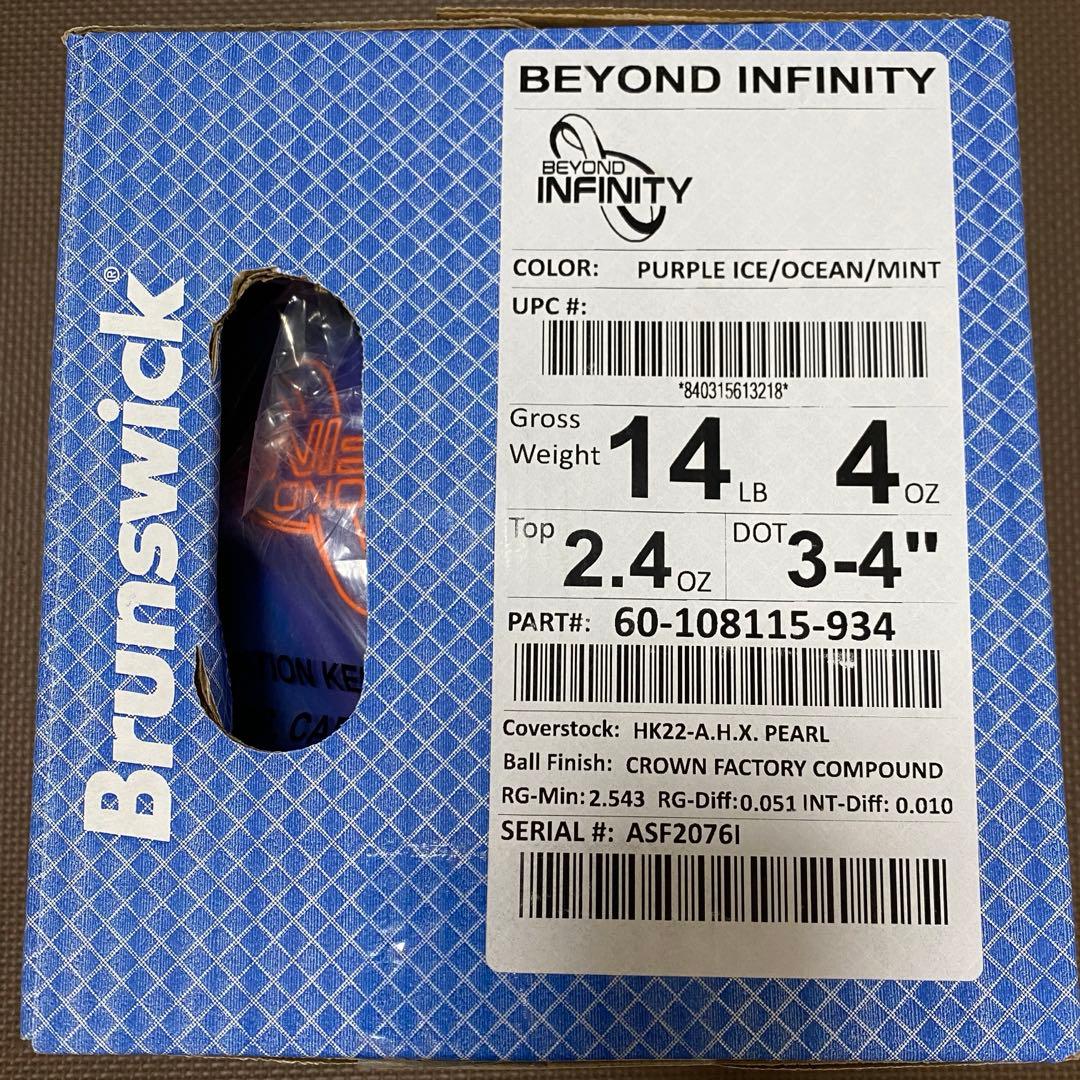 Brunswick®
BEYOND INFINITY
BEYOND
INFINITY
COLOR: PURPLE ICE/OCEAN/MINT
UPC #:
*840315613218*
Gross Weight 14 LB 4 OZ
Top 2.4 OZ DOT 3-4"
PART#: 60-108115-934
Coverstock: HK22-A.H.X. PEARL
Ball Finish: CROWN FACTORY COMPOUND
RG-Min: 2.543 RG-Diff: 0.051 INT-Diff: 0.010
SERIAL #: ASF2076I